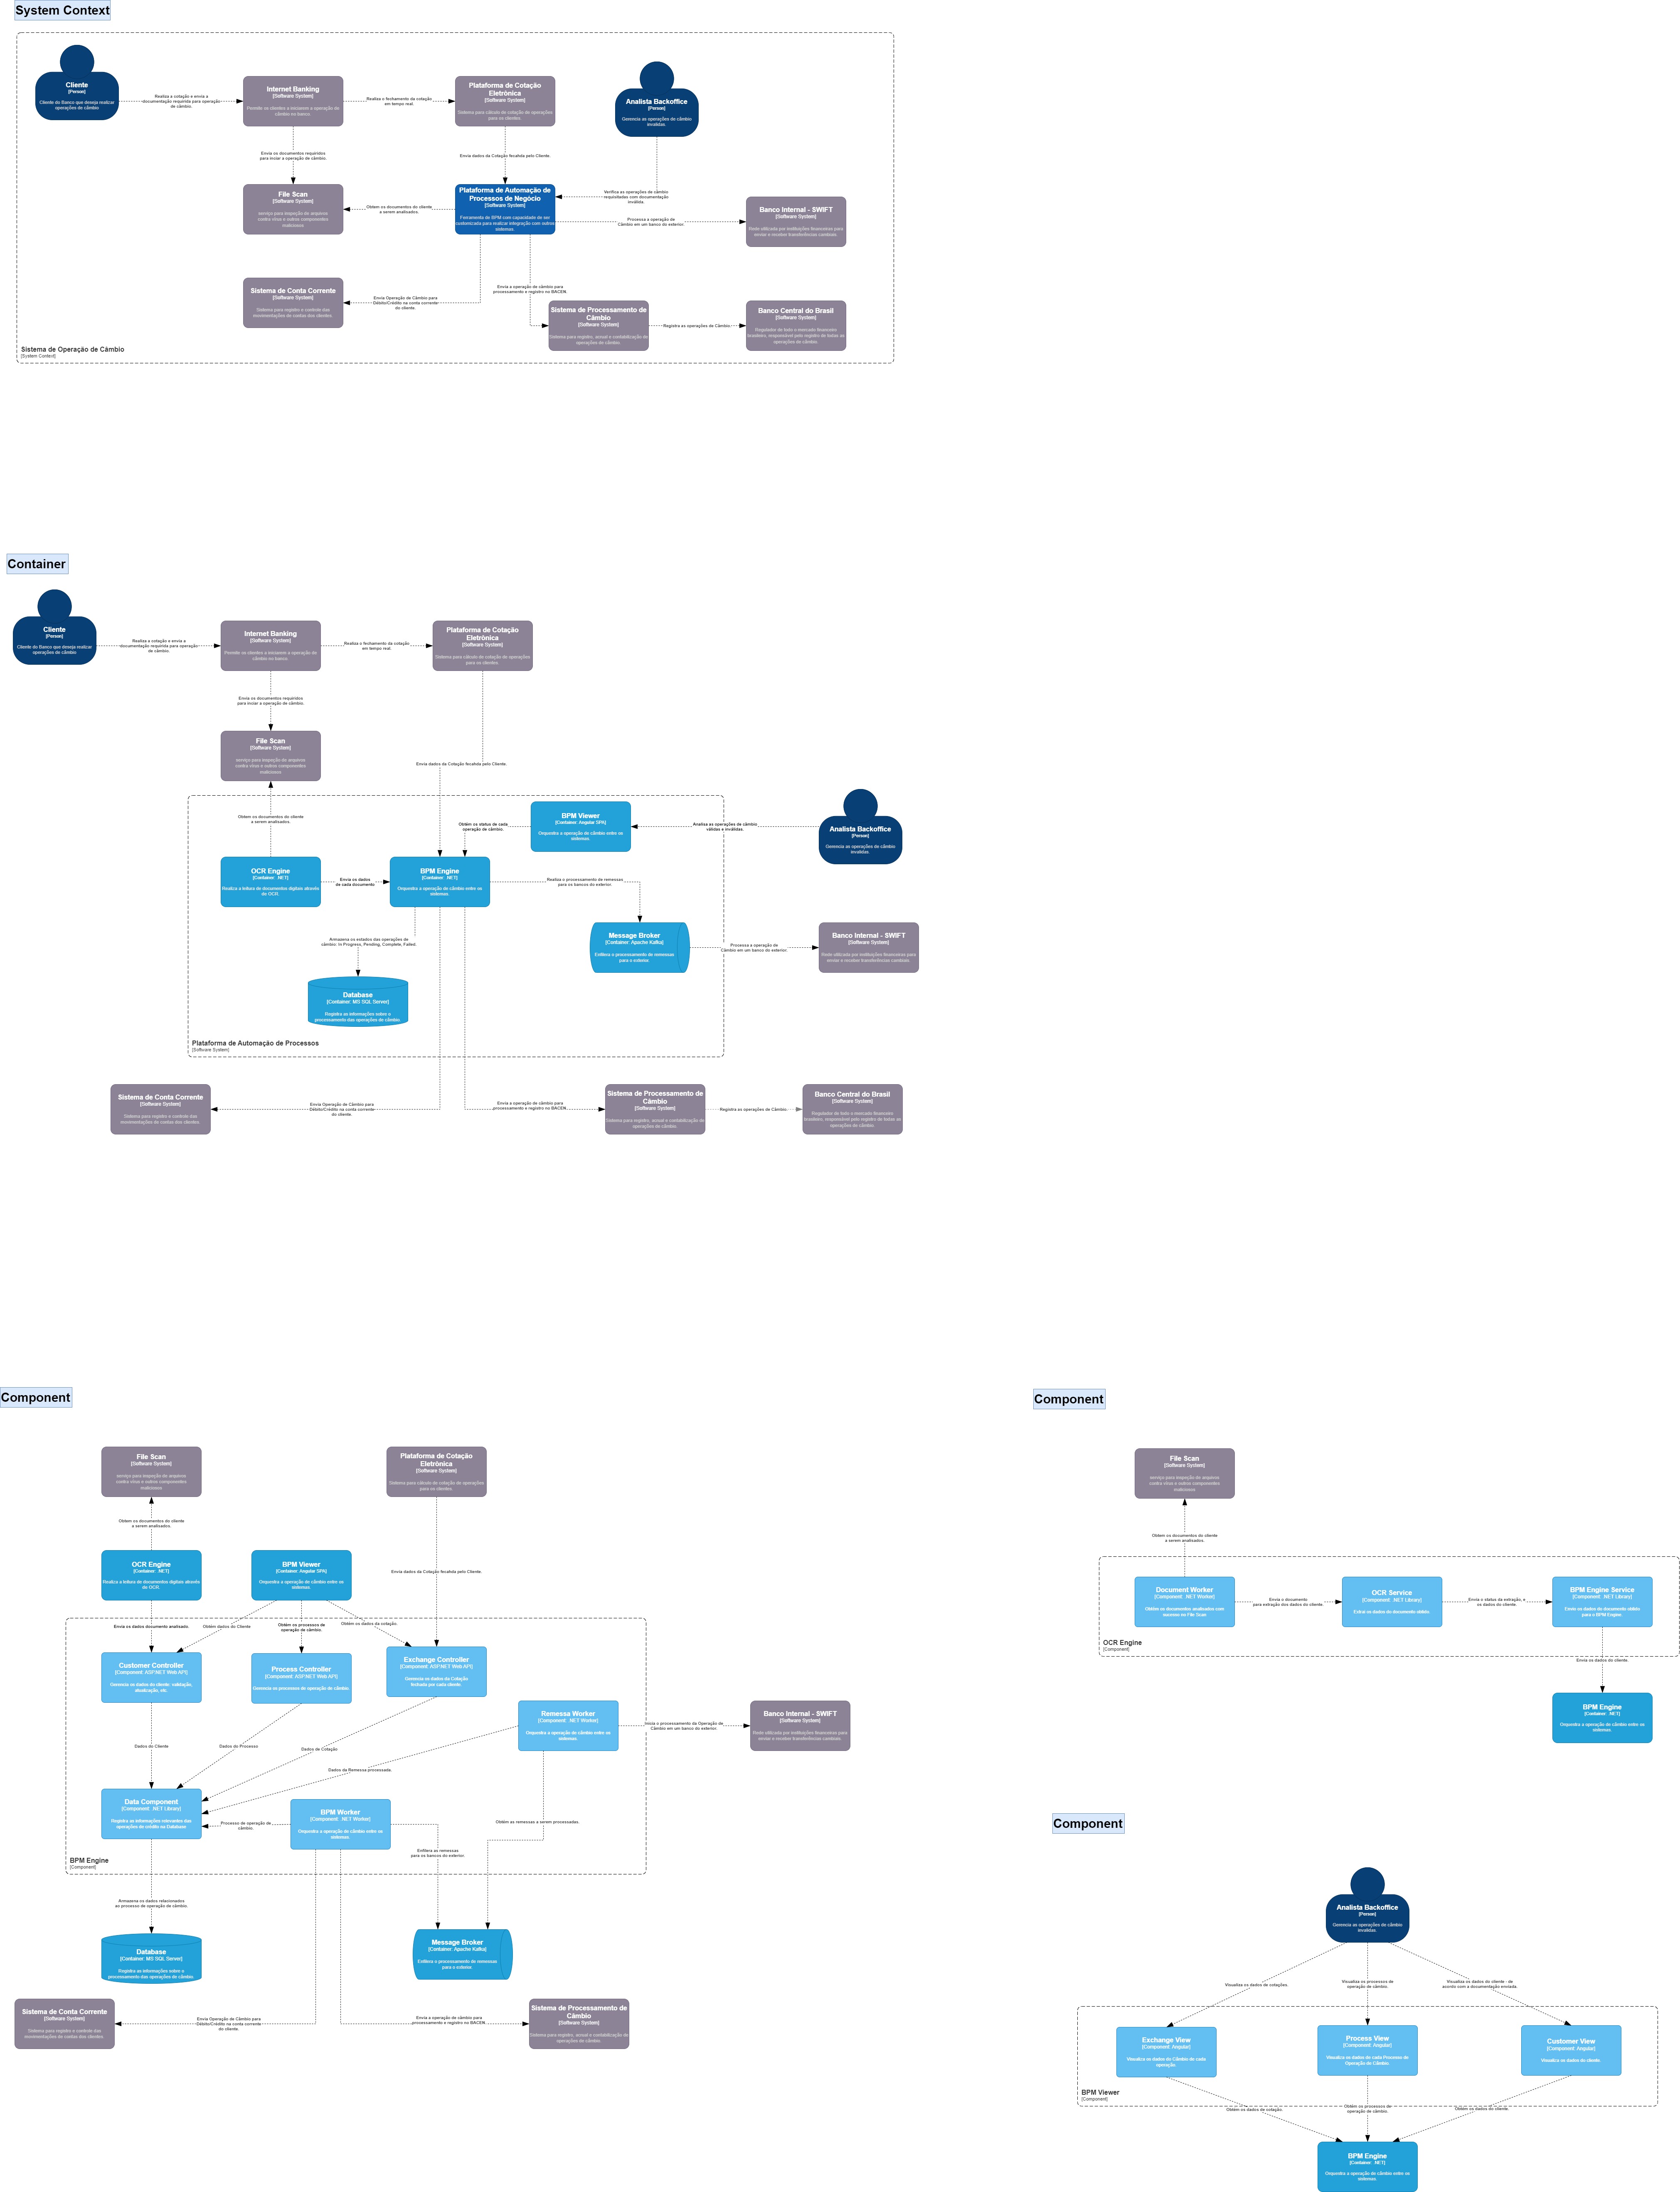 System Context
Cliente
[Person]
Cliente do Banco que deseja realizar
operações de câmbio
Realiza a cotação e envia a
documentação requirida para operação
de câmbio.
Internet Banking
[Software System]
Permite os clientes a iniciarem a operação de
câmbio no banco
Realiza o fechamento da cotação
em tempo real.
Plataforma de Cotação
Eletrônica
[Software System]
Sistema para cálculo de cotação de operações
para os clientes
Analista Backoffice
[Person]
Gerencia as operações de câmbio
inválidas.
Envia os documentos requiridos
para inciar a operação de câmbio.
Envia dados da Cotação fecahda pelo Cliente.
File Scan
[Software System]
serviço para inspeção de arquivos
contra vírus e outros componentes
maliciosos
Obtem os documentos do cliente
a serem analisados.
Plataforma de Automação de
Processos de Negócio
[Software System]
Ferramenta de BPM com capacidade de ser
customizada para realizar integração com outros
sistemas.
Verifica as operações de câmbio
requisitadas com documentação
inválida
Processa a operação de
Câmbio em um banco do exterior.
Banco Internal - SWIFT
[Software System]
Rede utilizada por instituições financeiras para
enviar e receber transferências cambiais.
Sistema de Conta Corrente
[Software System]
Sistema para registro e controle das
movimentações de contas dos clientes.
Envia Operação de Câmbio para
Débito/Crédito na conta corrente
do cliente.
Envia a operação de câmbio para
processamento e registro no BACEN.
Sistema de Processamento de
Câmbio
[Software System]
Sistema para registro, acsual e contabilização de
operações de câmbio.
Registra as operações de Câmbio
Banco Central do Brasil
[Software System]
Regulador de todo o mercado financeiro
brasileiro, responsável pelo registro de todas as
operações de câmbio.
Sistema de Operação de Câmbio
[System Context]
Container
Cliente
[Person]
Cliente do Banco que deseja realizar
operações de câmbio
Realiza a cotação e envia a
documentação requirida para operação
de câmbio.
Internet Banking
[Software System]
Permite os clientes a iniciarem a operação de
câmbio no banco
Realiza o fechamento da cotação
em tempo real.
Plataforma de Cotação
Eletrônica
[Software System]
Sistema para cálculo de cotação de operações
para os clientes
Envia os documentos requiridos
para inciar a operação de câmbio.
File Scan
[Software System]
serviço para inspeção de arquivos
contra vírus e outros componentes
maliciosos
Envia dados da Cotação fecahda pelo Cliente.
Obtem os documentos do cliente
a serem analisados.
BPM Viewer
[Container: Angular SPA]
Orquestra a operação de câmbio entre os
sistemas
Obtém os status de cada
operação de câmbio.
Analisa as operações de câmbio
válidas e inválidas.
Analista Backoffice
[Person]
Gerencia as operações de câmbio
inválidas.
OCR Engine
[Container: .NET]
Realiza a leitura de documentos digitais através
de OCR.
Envia os dados
de cada documento
BPM Engine
[Container: .NET]
Orquestra a operação de câmbio entre os
sistemas.
Realiza o processamento de remessas
para os bancos do exterior.
Message Broker
[Container: Apache Kafka]
Enfilera o processamento de remessas
para o exterior.
Processa a operação de
Câmbio em um banco do exterior.
Banco Internal - SWIFT
[Software System]
Rede utilizada por instituições financeiras para
enviar e receber transferências cambiais.
Armazena os estados das operações de
câmbio: In Progress, Pending, Complete, Failed.
Database
[Container: MS SQL Server]
Registra as informações sobre o
processamento das operações de câmbio.
Plataforma de Automação de Processos
[Software System]
Sistema de Conta Corrente
[Software System]
Sistema para registro e controle das
movimentações de contas dos clientes.
Envia Operação de Câmbio para
Débito/Crédito na conta corrente
do cliente.
Envia a operação de câmbio para
processamento e registro no BACEN.
Sistema de Processamento de
Câmbio
[Software System]
Sistema para registro, acsual e contabilização de
operações de câmbio.
Registra as operações de Câmbio
Banco Central do Brasil
[Software System]
Regulador de todo o mercado financeiro
brasileiro, responsável pelo registro de todas as
operações de câmbio.
Component
File Scan
[Software System]
serviço para inspeção de arquivos
contra vírus e outros componentes
maliciosos
Plataforma de Cotação
Eletrônica
[Software System]
Sistema para cálculo de cotação de operações
para os clientes
Obtem os documentos do cliente
a serem analisados.
OCR Engine
[Container: .NET]
Realiza a leitura de documentos digitais através
de OCR.
BPM Viewer
[Container: Angular SPA]
Orquestra a operação de câmbio entre os
sistemas
Envia dados da Cotação fecahda pelo Cliente.
Envia os dados documento analisado.
Obtém dados do Cliente
Obtém os processos de
operação de câmbio.
Obtém os dados da cotação.
Customer Controller
[Component: ASP.NET Web API]
Gerencia os dados do cliente: validação,
atualização, etc.
Process Controller
[Component: ASP.NET Web API]
Gerencia os processos de operação de câmbio.
Exchange Controller
[Component: ASP.NET Web API]
Gerencia os dados da Cotação
fechada por cada cliente.
Remessa Worker
[Component: .NET Worker]
Orquestra a operação de câmbio entre os
sistemas.
Envia o processamento da Operação de
Câmbio em um banco do exterior.
Banco Internal - SWIFT
[Software System]
Rede utilizada por instituições financeiras para
enviar e receber transferências cambiais.
Dados do Cliente
Dados do Processo
Dados de Cotação
Dados da Remessa processada.
Data Component
[Component: .NET Library]
Registra as informações relevantes das
operações de crédito na Database
Processo de operação de
câmbio.
BPM Worker
[Component: .NET Worker]
Orquestra a operação de câmbio entre os
sistemas.
Obtém as remessas a serem processadas.
Enfilera as remessas
para os bancos do exterior.
BPM Engine
[Component]
Armazena os dados relacionados
ao processo de operação de câmbio.
Database
[Container: MS SQL Server]
Registra as informações sobre o
processamento das operações de câmbio.
Message Broker
[Container: Apache Kafka]
Enfileira o processamento de remessas
para o exterior.
Sistema de Conta Corrente
[Software System]
Sistema para registro e controle das
movimentações de contas dos clientes.
Envia Operação de Câmbio para
Débito/Crédito na conta corrente
do cliente.
Envia a operação de câmbio para
processamento e registro no BACEN.
Sistema de Processamento de
Câmbio
[Software System]
Sistema para registro, acsual e contabilização de
operações de câmbio.
Component
File Scan
[Software System]
serviço para inspeção de arquivos
contra vírus e outros componentes
maliciosos
Obtem os documentos do cliente
a serem analisados.
Document Worker
[Component: .NET Worker]
Obtém os documentos analisados com
sucesso no File Scan
Envia o documento
para extração dos dados do cliente.
OCR Service
[Component: .NET Library]
Extrai os dados do documento obtido.
Envia o status da extração, e
os dados do cliente.
BPM Engine Service
[Component: .NET Library]
Envia os dados do documento obtido
para o BPM Engine
OCR Engine
[Component]
Envia os dados do cliente.
BPM Engine
[Container: .NET]
Orquestra a operação de câmbio entre os
sistemas.
Component
Analista Backoffice
[Person]
Gerencia as operações de câmbio
inválidas.
Visualiza os dados de cotações.
Visualiza os processos de
operação de câmbio.
Visualiza os dados do cliente - de
acordo com a documentação enviada.
Exchange View
[Component: Angular]
Visualica os dados de Câmbio de cada
operação.
Process View
[Component: Angular]
Visualiza os dados de cada Processo de
Operação de Câmbio.
Customer View
[Component: Angular]
Visualiza os dados do cliente.
BPM Viewer
[Component]
Obtém os dados de cotação.
Obtém os processos de
operação de câmbio.
Obtém os dados do cliente.
BPM Engine
[Container: .NET]
Orquestra a operação de câmbio entre os
sistemas.